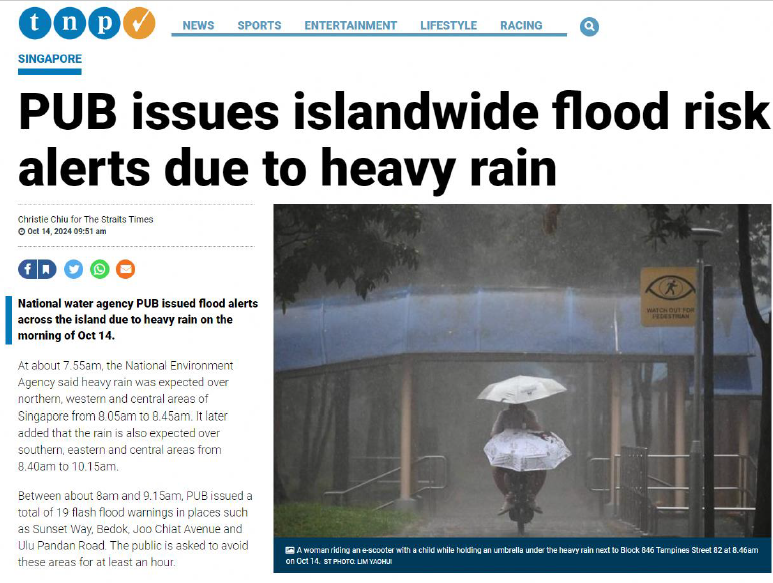 tnp
NEWS SPORTS ENTERTAINMENT LIFESTYLE RACING
SINGAPORE
PUB issues islandwide flood risk
alerts due to heavy rain
Christie Chiu for The Straits Times
Oct 14, 2024 09:51 am
National water agency PUB issued flood alerts
across the island due to heavy rain on the
morning of Oct 14.
At about 7.55am, the National Environment
Agency said heavy rain was expected over
northern, western and central areas of
Singapore from 8.05am to 8.45am. It later
added that the rain is also expected over
southern, eastern and central areas from
8.40am to 10.15am.
Between about 8am and 9.15am, PUB issued a
total of 19 flash flood warnings in places such
as Sunset Way, Bedok, Joo Chiat Avenue and
Ulu Pandan Road. The public is asked to avoid
these areas for at least an hour.
WATCH OUT FOR
PEDESTRIAN
A woman riding an e-scooter with a child while holding an umbrella under the heavy rain next to Block 846 Tampines Street 82 at 8.46am
on Oct 14. ST PHOTO: LIM YAOHUI